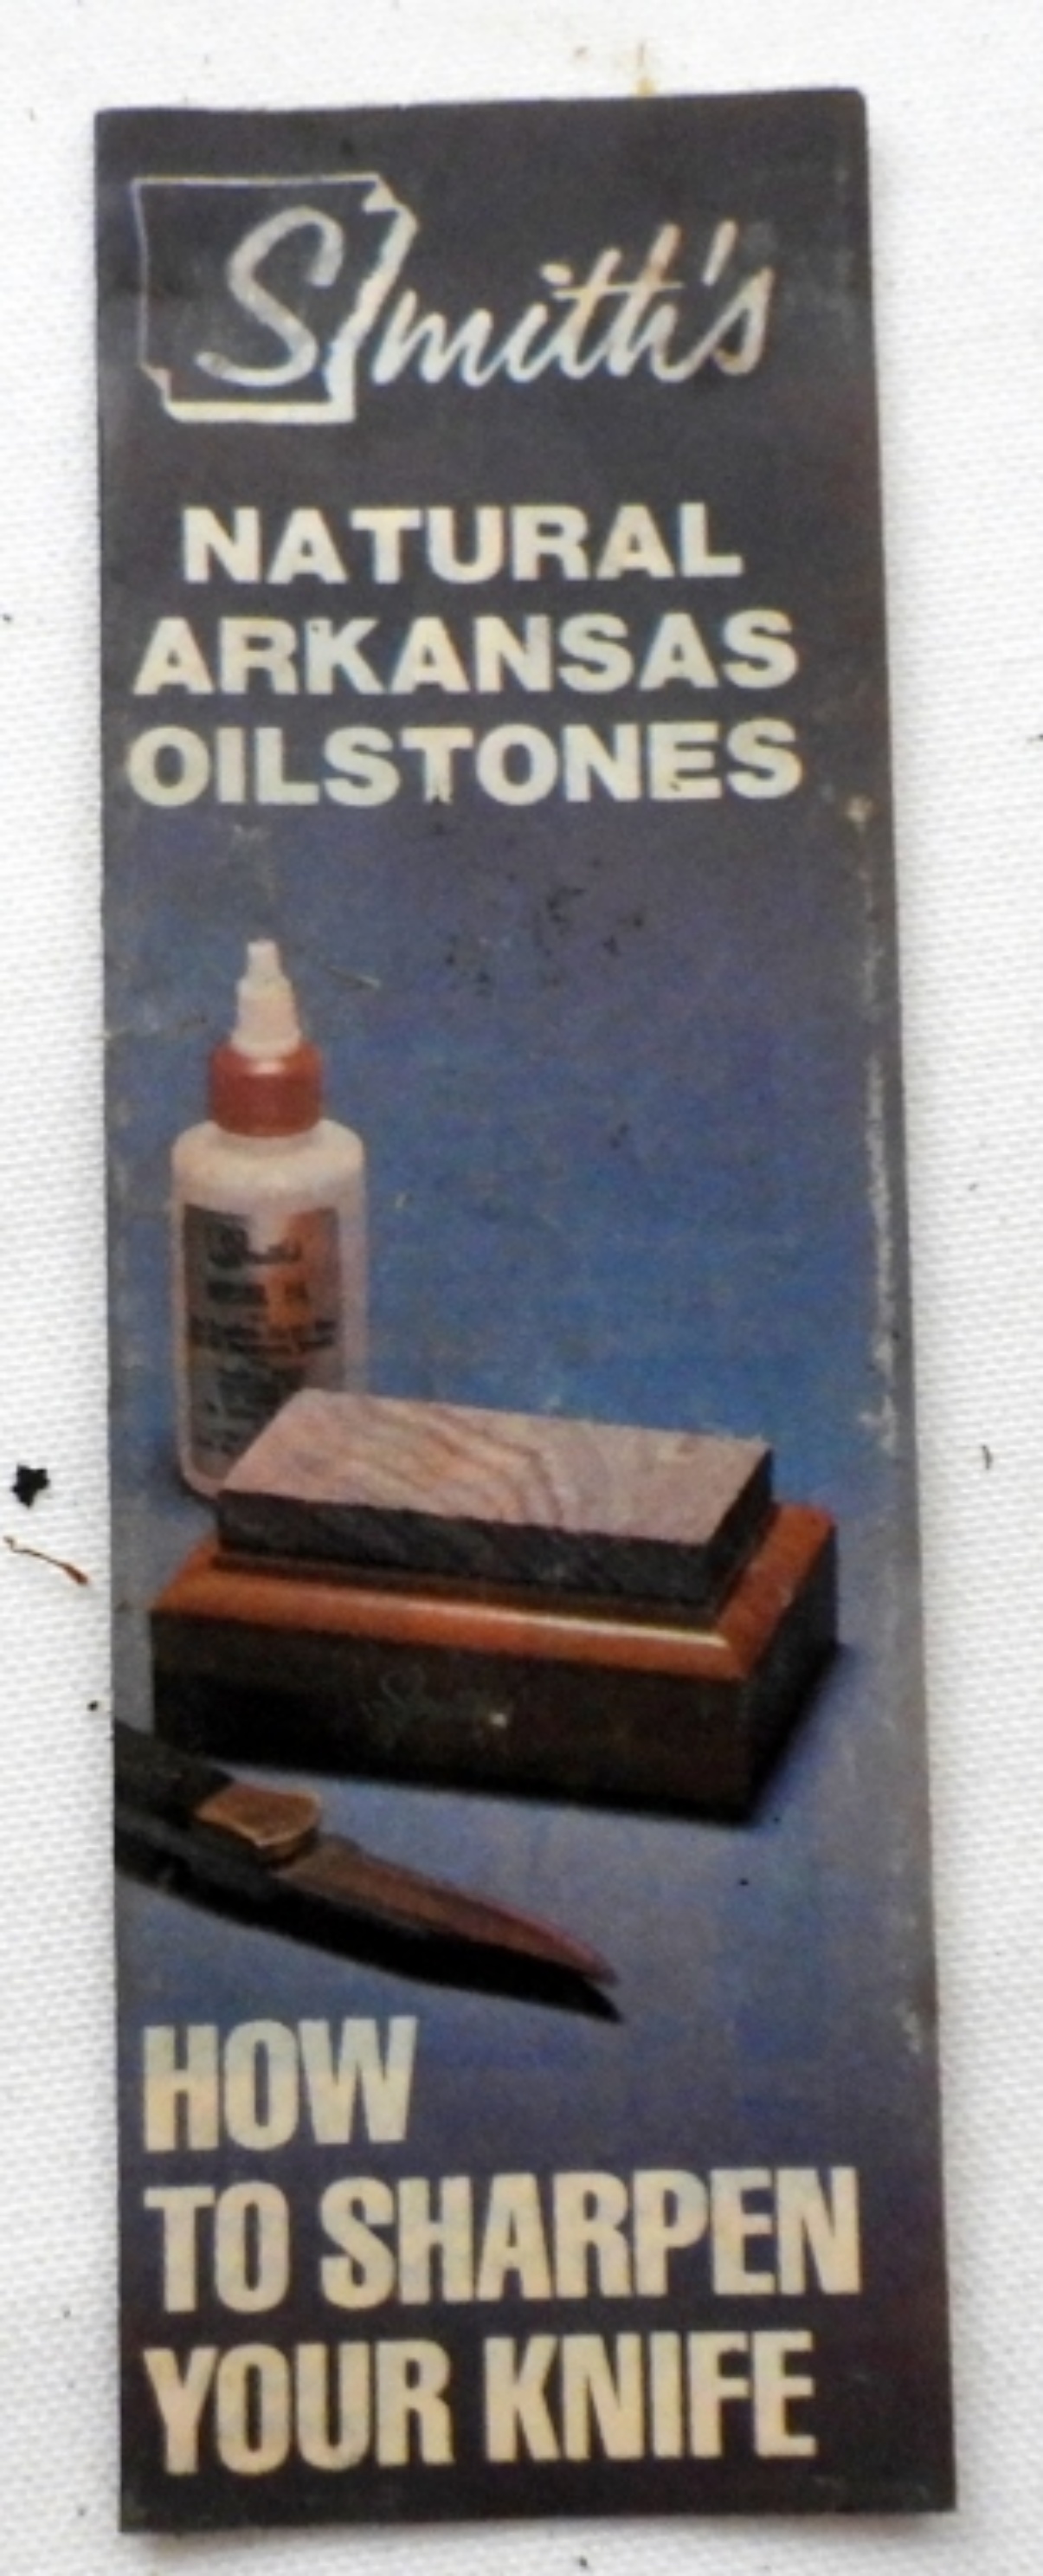 Smith's
NATURAL
ARKANSAS
OILSTONES
HOW
TO SHARPEN
YOUR KNIFE